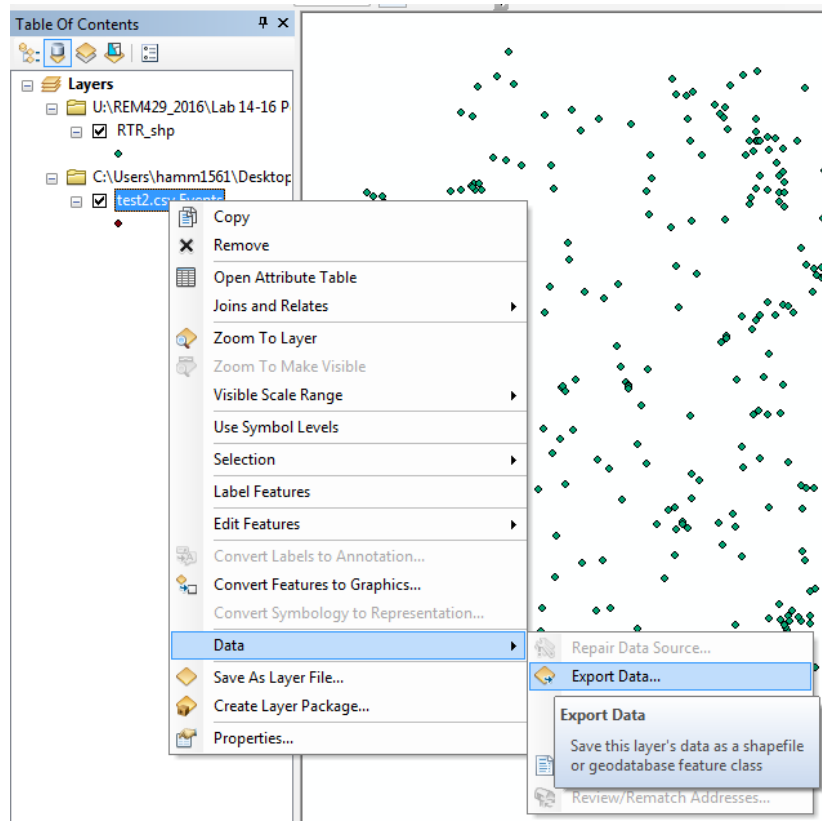 Table Of Contents
Layers
U:\REM429_2016\Lab 14-16 P
RTR_shp
C:\Users\hamm1561\Desktop
test2.csv Events
Copy
Remove
Open Attribute Table
Joins and Relates
Zoom To Layer
Zoom To Make Visible
Visible Scale Range
Use Symbol Levels
Selection
Label Features
Edit Features
Convert Labels to Annotation...
Convert Features to Graphics...
Convert Symbology to Representation...
Data
Repair Data Source...
Save As Layer File...
Export Data...
Create Layer Package...
Export Data
Properties...
Save this layer's data as a shapefile
or geodatabase feature class
Review/Rematch Addresses...